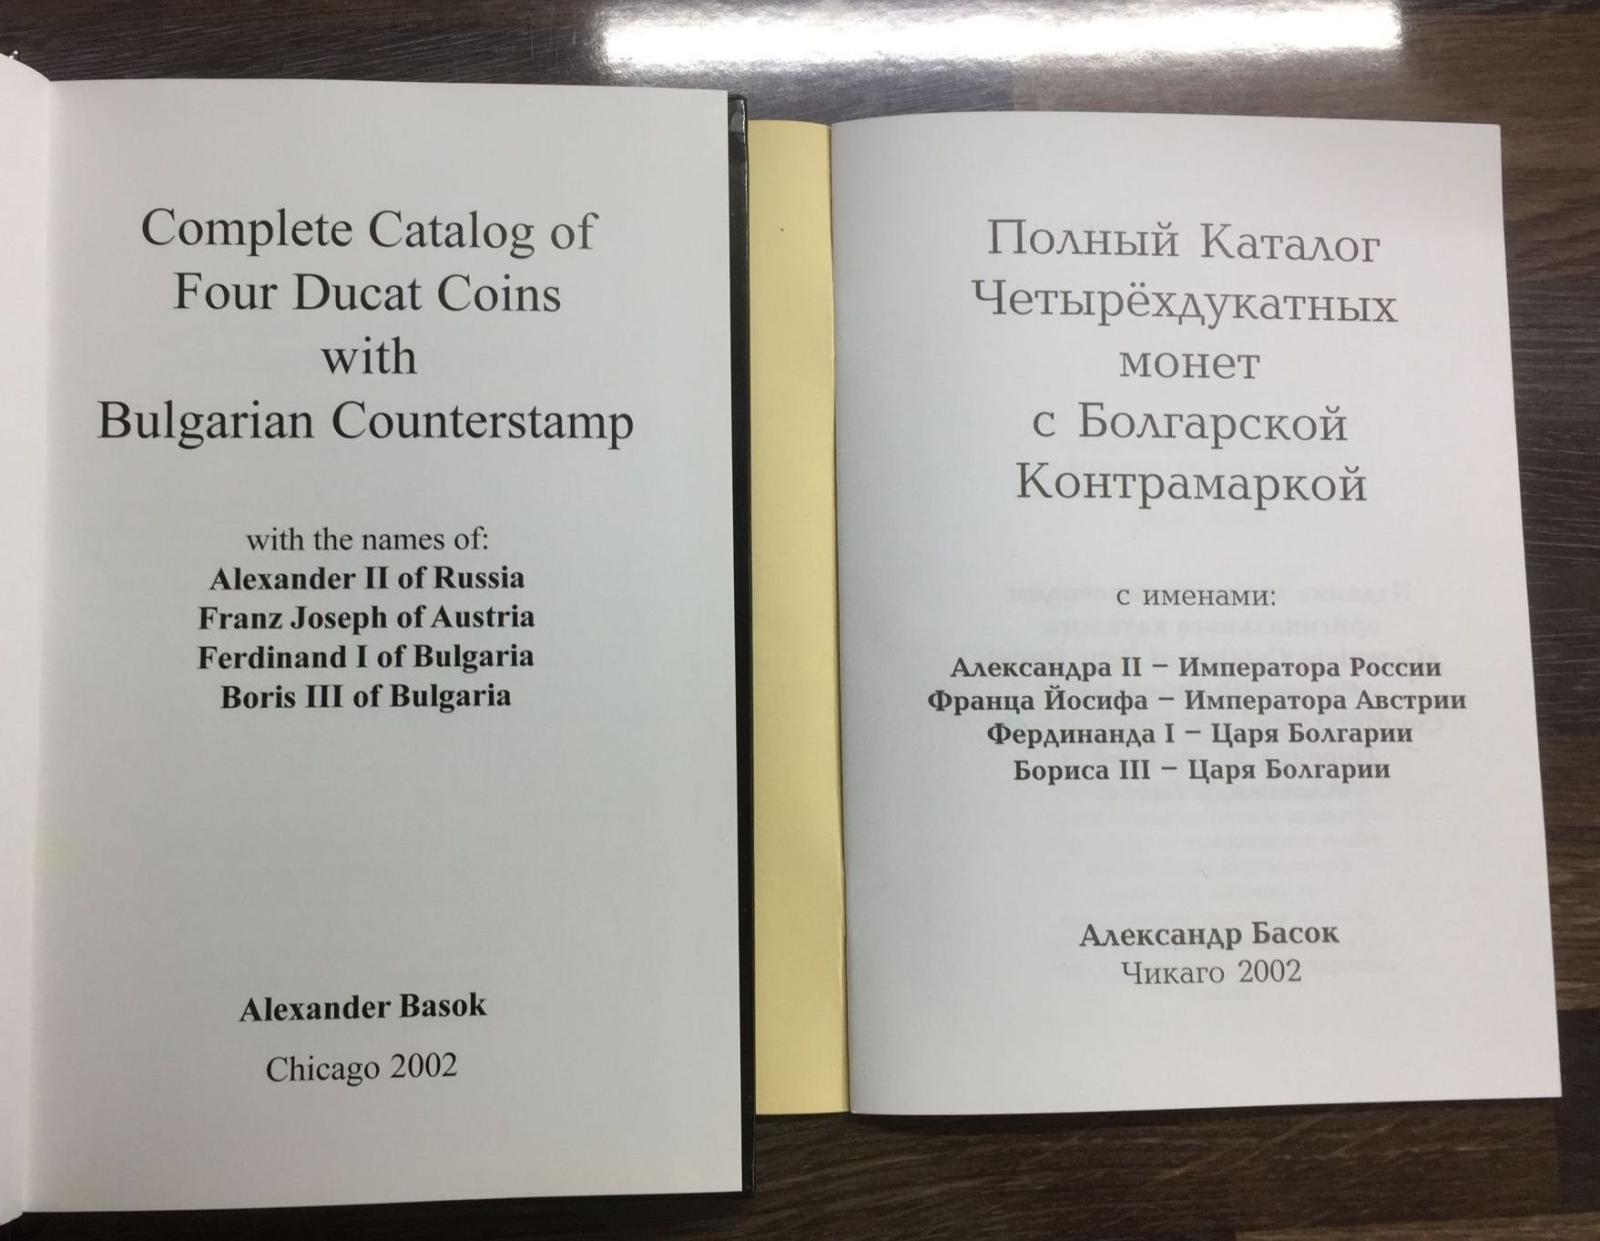 Complete Catalog of
Four Ducat Coins
with
Bulgarian Counterstamp
with the names of:
Alexander II of Russia
Franz Joseph of Austria
Ferdinand I of Bulgaria
Boris III of Bulgaria
Alexander Basok
Chicago 2002
Полный Каталог
Четырёхдукатных
монет
с Болгарской
Контрамаркой
с именами:
Александра II – Императора России
Франца Йосифа – Императора Австрии
Фердинанда I – Царя Болгарии
Бориса III – Царя Болгарии
Александр Басок
Чикаго 2002